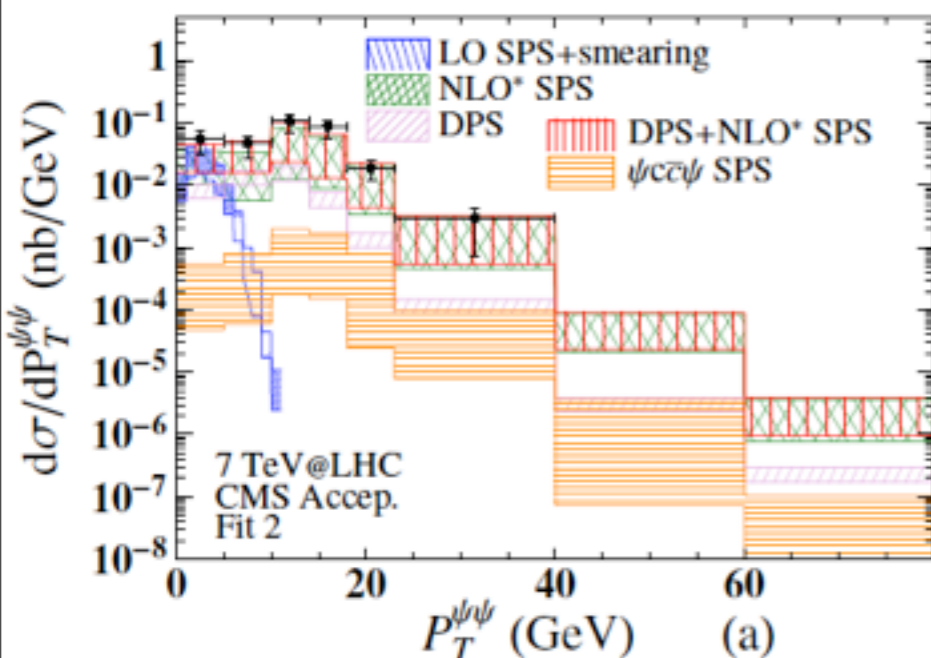 dσ/dP_T^ψψ (nb/GeV)
1
10⁻¹
10⁻²
10⁻³
10⁻⁴
10⁻⁵
10⁻⁶
10⁻⁷
10⁻⁸
LO SPS+smearing
NLO* SPS
DPS
DPS+NLO* SPS
ψcc̅ψ SPS
7 TeV@LHC
CMS Accep.
Fit 2
0 20 40 60
P_T^ψψ (GeV) (a)